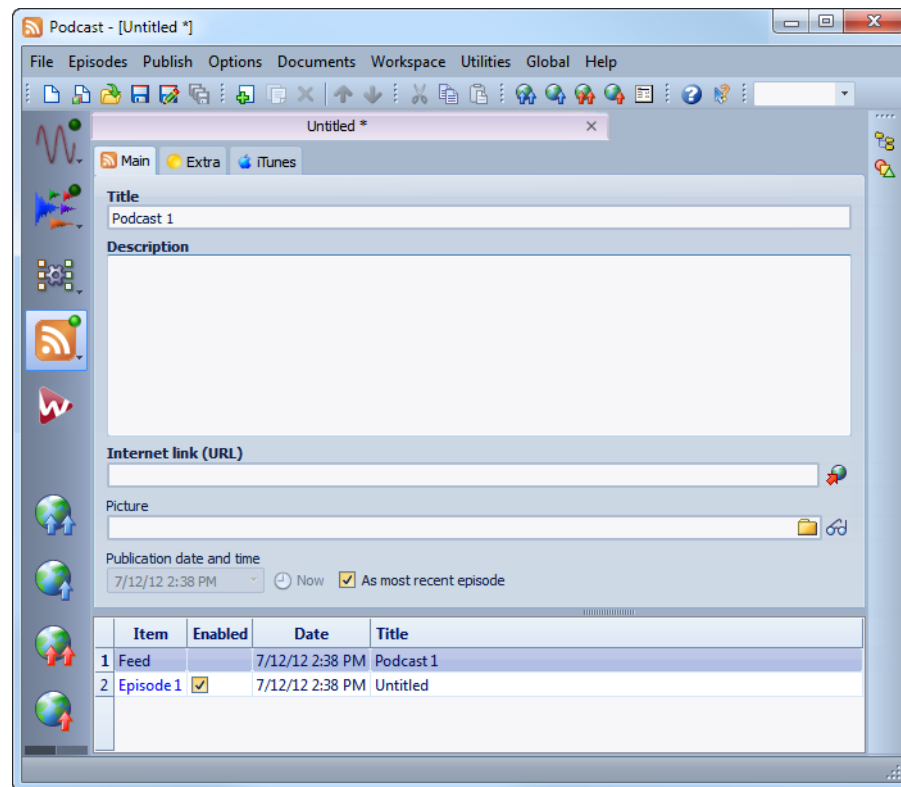 Podcast - [Untitled *]
File Episodes Publish Options Documents Workspace Utilities Global Help
Untitled *
Main Extra iTunes
Title
Podcast 1
Description
Internet link (URL)
Picture
Publication date and time
7/12/12 2:38 PM Now As most recent episode
Item Enabled Date Title
1 Feed 7/12/12 2:38 PM Podcast 1
2 Episode 1 7/12/12 2:38 PM Untitled